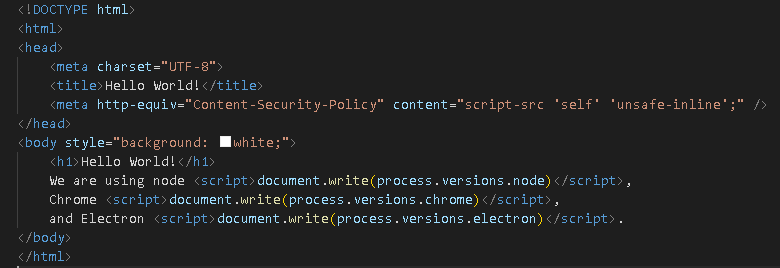 <!DOCTYPE html>
<html>
<head>
    <meta charset="UTF-8">
    <title>Hello World!</title>
    <meta http-equiv="Content-Security-Policy" content="script-src 'self' 'unsafe-inline';" />
</head>
<body style="background: white;">
    <h1>Hello World!</h1>
    We are using node <script>document.write(process.versions.node)</script>,
    Chrome <script>document.write(process.versions.chrome)</script>,
    and Electron <script>document.write(process.versions.electron)</script>.
</body>
</html>